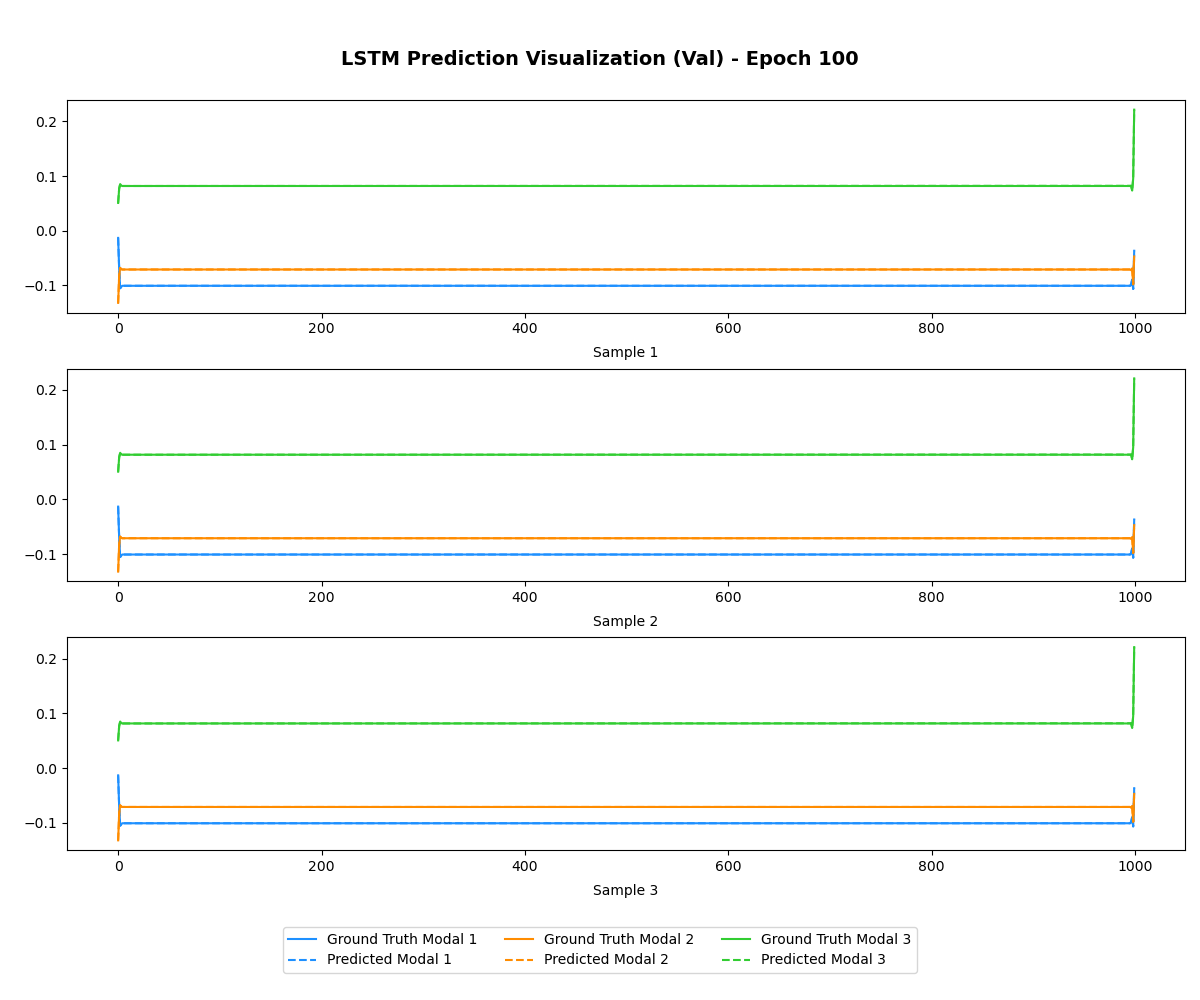 LSTM Prediction Visualization (Val) - Epoch 100
0.2
0.1
0.0
−0.1
0 200 400 600 800 1000
Sample 1
0.2
0.1
0.0
−0.1
0 200 400 600 800 1000
Sample 2
0.2
0.1
0.0
−0.1
0 200 400 600 800 1000
Sample 3
Ground Truth Modal 1 Ground Truth Modal 2 Ground Truth Modal 3
Predicted Modal 1 Predicted Modal 2 Predicted Modal 3